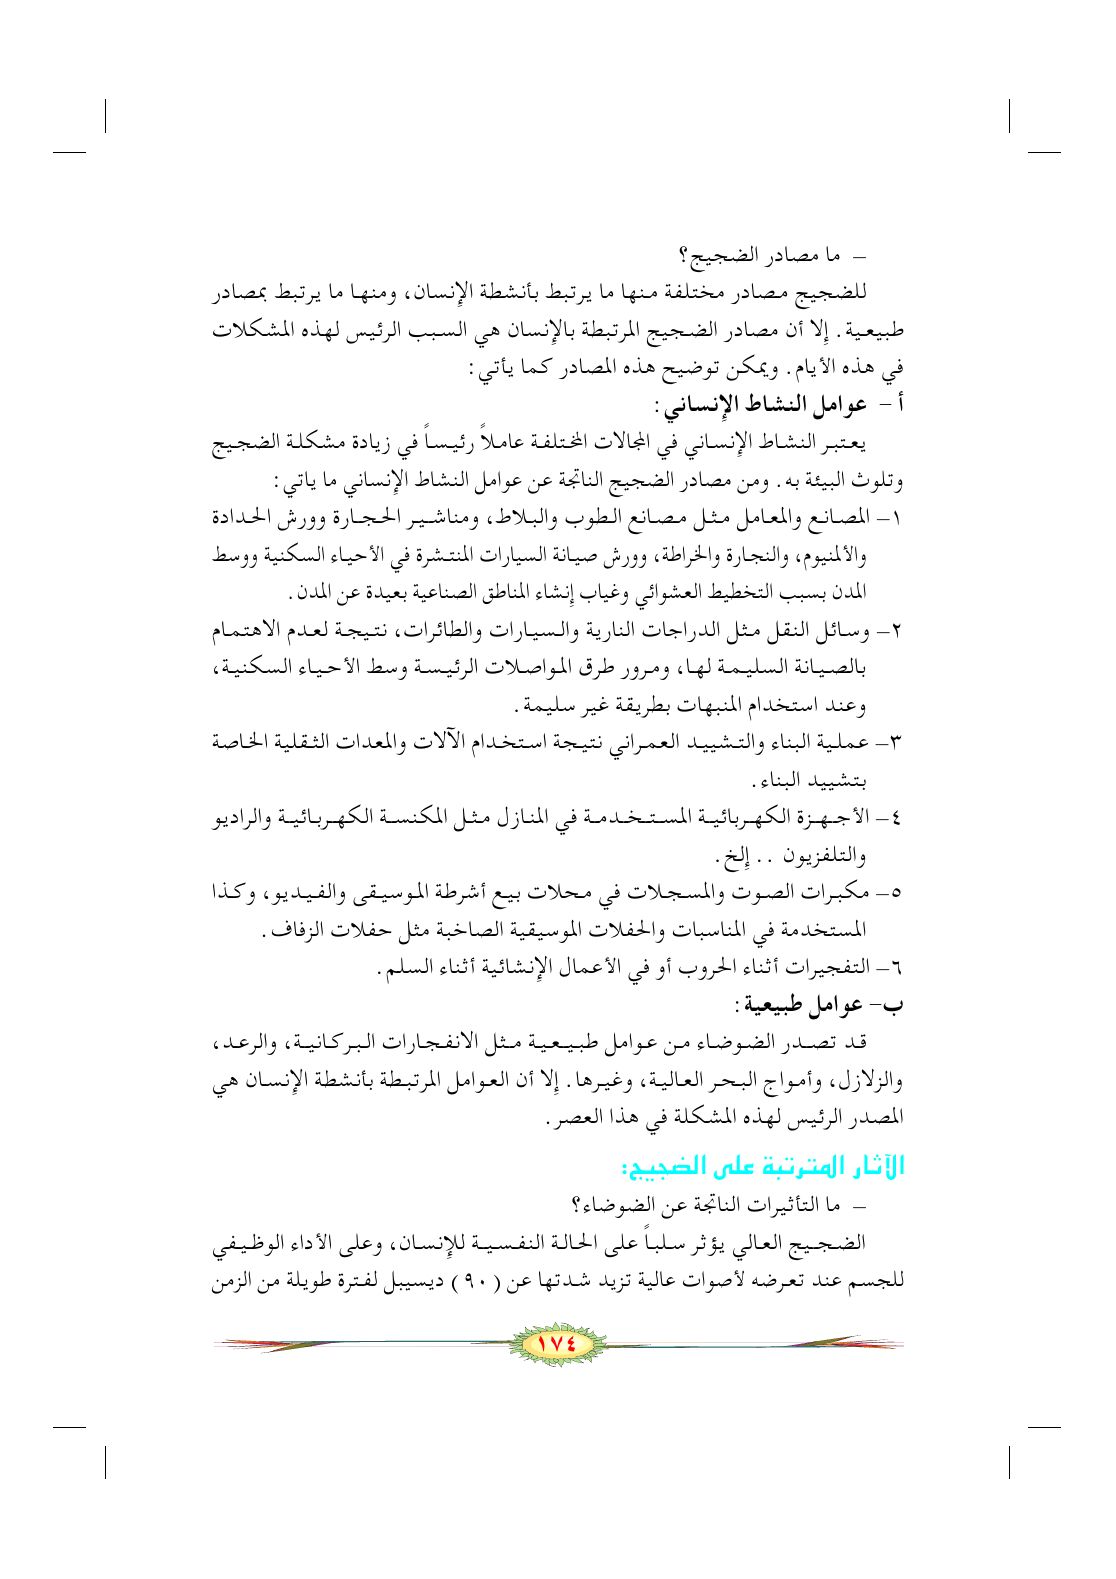 – ما مصادر الضجيج؟
للضجيج مصادر مختلفة منها ما يرتبط بأنشطة الإنسان، ومنها ما يرتبط بمصادر
طبيعية. إلا أن مصادر الضجيج المرتبطة بالإنسان هي السبب الرئيس لهذه المشكلات
في هذه الأيام. ويمكن توضيح هذه المصادر كما يأتي:
أ – عوامل النشاط الإنساني:
يعتبر النشاط الإنساني في المجالات المختلفة عاملاً رئيساً في زيادة مشكلة الضجيج
وتلوث البيئة به. ومن مصادر الضجيج الناتجة عن عوامل النشاط الإنساني ما ياتي:
١– المصانع والمعامل مثل مصانع الطوب والبلاط، ومناشير الحجارة وورش الحدادة
والألمنيوم، والنجارة والخراطة، وورش صيانة السيارات المنتشرة في الأحياء السكنية ووسط
المدن بسبب التخطيط العشوائي وغياب إنشاء المناطق الصناعية بعيدة عن المدن.
٢– وسائل النقل مثل الدراجات النارية والسيارات والطائرات، نتيجة لعدم الاهتمام
بالصيانة السليمة لها، ومرور طرق المواصلات الرئيسة وسط الأحياء السكنية،
وعند استخدام المنبهات بطريقة غير سليمة.
٣– عملية البناء والتشييد العمراني نتيجة استخدام الآلات والمعدات الثقلية الخاصة
بتشييد البناء.
٤– الأجهزة الكهربائية المستخدمة في المنازل مثل المكنسة الكهربائية والراديو
والتلفزيون .. إلخ.
٥– مكبرات الصوت والمسجلات في محلات بيع أشرطة الموسيقى والفيديو، وكذا
المستخدمة في المناسبات والحفلات الموسيقية الصاخبة مثل حفلات الزفاف.
٦– التفجيرات أثناء الحروب أو في الأعمال الإنشائية أثناء السلم.
ب– عوامل طبيعية:
قد تصدر الضوضاء من عوامل طبيعية مثل الانفجارات البركانية، والرعد،
والزلازل، وأمواج البحر العالية، وغيرها. إلا أن العوامل المرتبطة بأنشطة الإنسان هي
المصدر الرئيس لهذه المشكلة في هذا العصر.
الآثار المترتبة على الضجيج:
– ما التأثيرات الناتجة عن الضوضاء؟
الضجيج العالي يؤثر سلباً على الحالة النفسية للإنسان، وعلى الأداء الوظيفي
للجسم عند تعرضه لأصوات عالية تزيد شدتها عن (٩٠) ديسيبل لفترة طويلة من الزمن
١٧٤